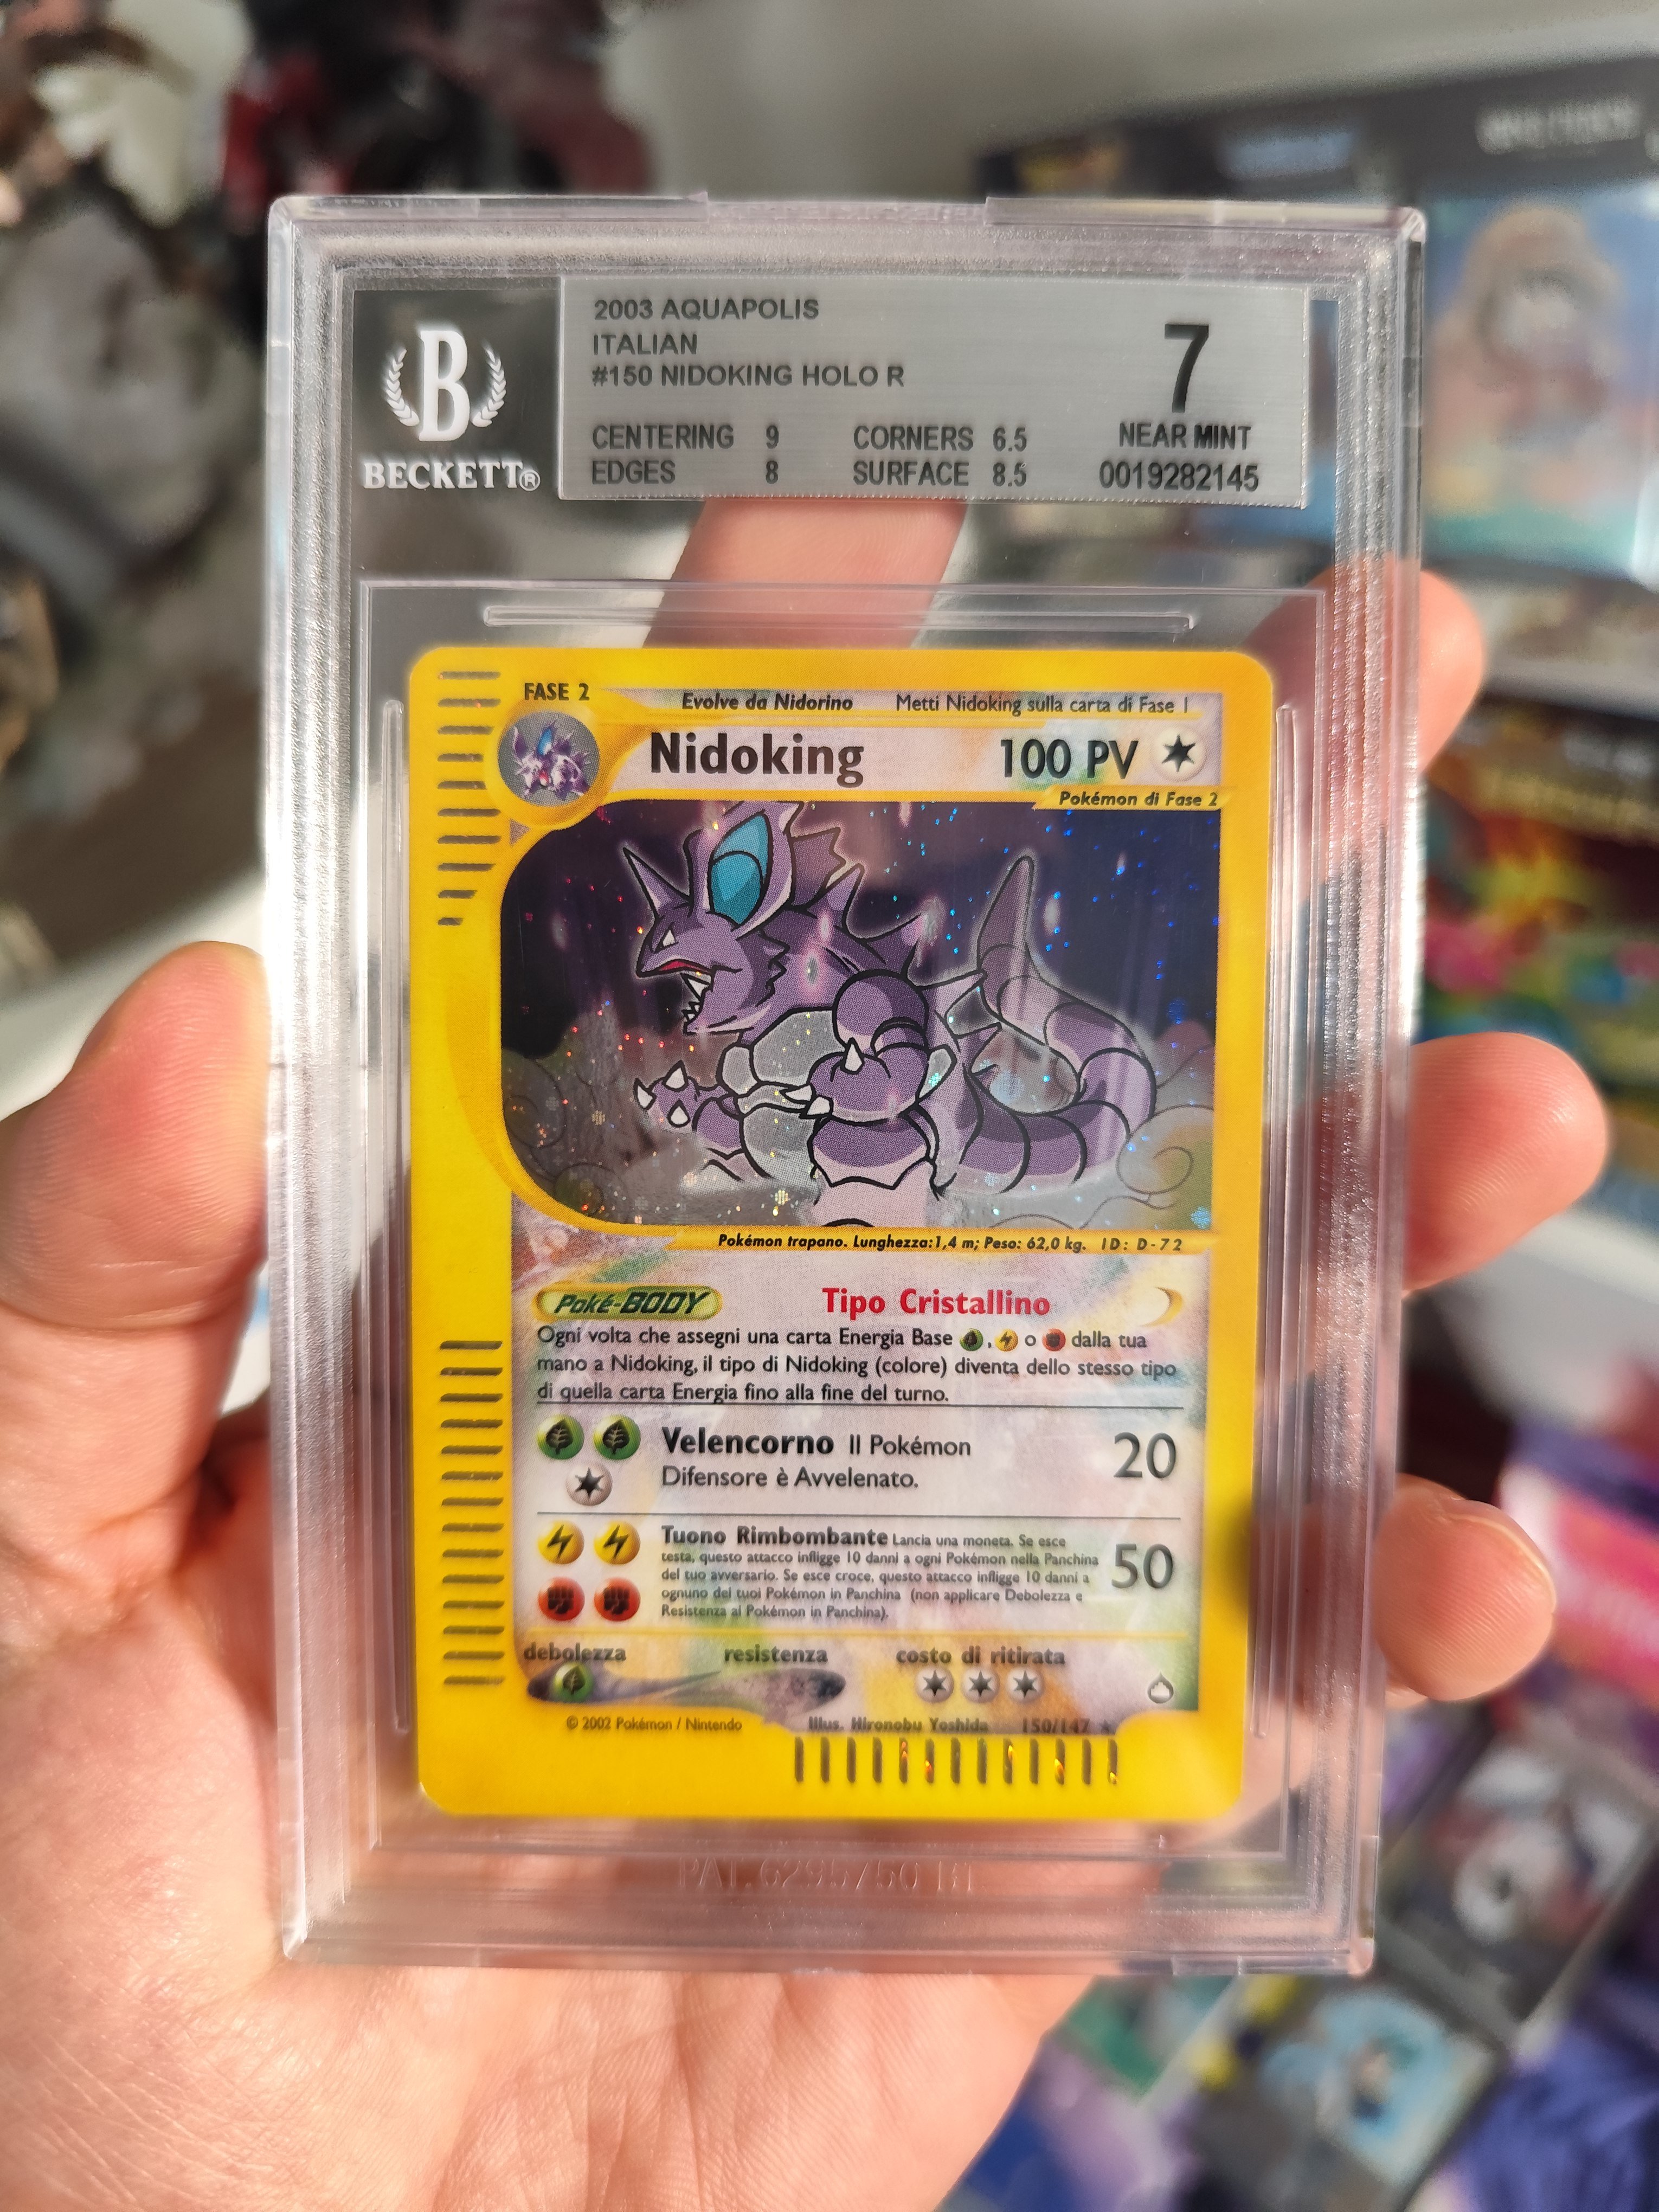 2003 AQUAPOLIS
ITALIAN
#150 NIDOKING HOLO R
7
CENTERING 9 CORNERS 6.5 NEAR MINT
EDGES 8 SURFACE 8.5 0019282145
B
BECKETT®
FASE 2 Evolve da Nidorino Metti Nidoking sulla carta di Fase 1
Nidoking 100 PV
Pokémon di Fase 2
Pokémon trapano. Lunghezza:1,4 m; Peso: 62,0 kg. ID: D-72
Poké-BODY Tipo Cristallino
Ogni volta che assegni una carta Energia Base , o dalla tua
mano a Nidoking, il tipo di Nidoking (colore) diventa dello stesso tipo
di quella carta Energia fino alla fine del turno.
Velencorno Il Pokémon 20
Difensore è Avvelenato.
Tuono Rimbombante Lancia una moneta. Se esce
testa, questo attacco infligge 10 danni a ogni Pokémon nella Panchina
del tuo avversario. Se esce croce, questo attacco infligge 10 danni a 50
ognuno dei tuoi Pokémon in Panchina (non applicare Debolezza e
Resistenza ai Pokémon in Panchina).
debolezza resistenza costo di ritirata
© 2002 Pokémon / Nintendo Illus. Hironobu Yoshida 150/147 ★